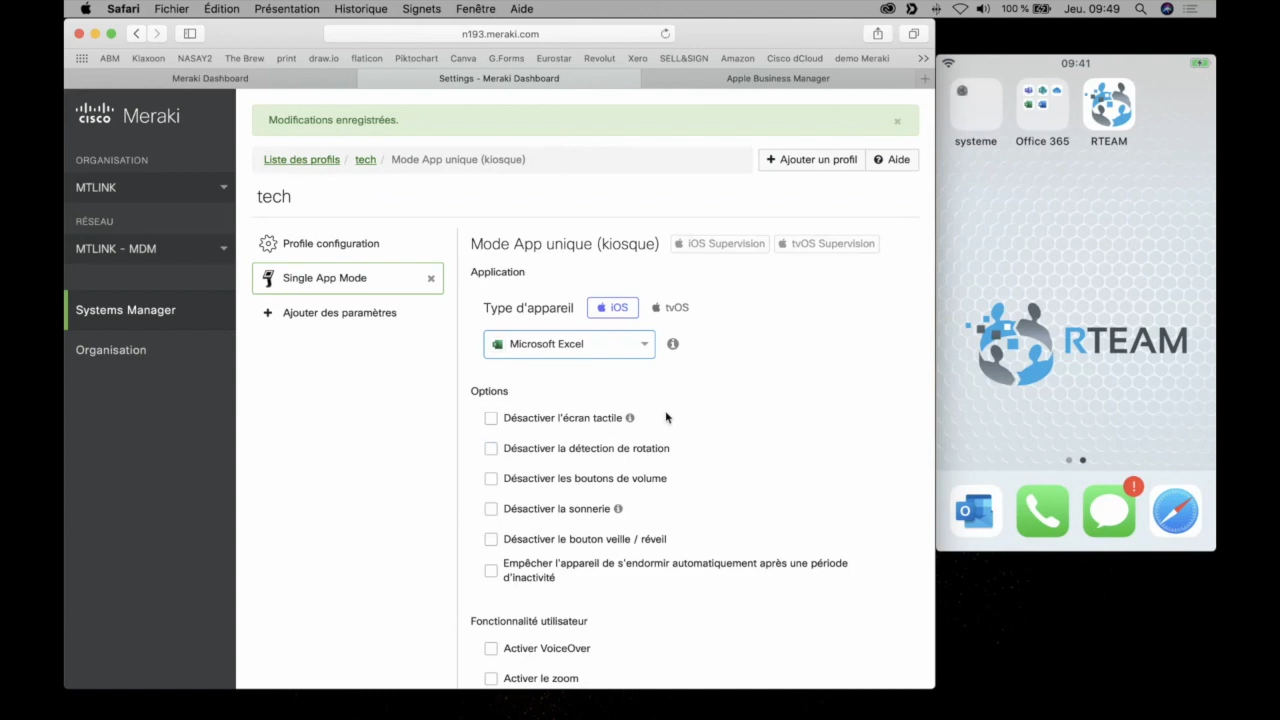 Safari Fichier Édition Présentation Historique Signets Fenêtre Aide 100 % Jeu. 09:49
n193.meraki.com
ABM Klaxoon NASAY2 The Brew print draw.io flaticon Piktochart Canva G.Forms Eurostar Revolut Xero SELL&SIGN Amazon Cisco dCloud demo Meraki >>
Meraki Dashboard Settings - Meraki Dashboard Apple Business Manager +
cisco Meraki
ORGANISATION
MTLINK
RÉSEAU
MTLINK - MDM
Systems Manager
Organisation
Modifications enregistrées. ×
Liste des profils / tech / Mode App unique (kiosque)
+ Ajouter un profil
Aide
tech
Profile configuration
Single App Mode ×
+ Ajouter des paramètres
Mode App unique (kiosque) iOS Supervision tvOS Supervision
Application
Type d'appareil iOS tvOS
Microsoft Excel
Options
Désactiver l'écran tactile
Désactiver la détection de rotation
Désactiver les boutons de volume
Désactiver la sonnerie
Désactiver le bouton veille / réveil
Empêcher l'appareil de s'endormir automatiquement après une période
d'inactivité
Fonctionnalité utilisateur
Activer VoiceOver
Activer le zoom
09:41
systeme Office 365 RTEAM
RTEAM
!